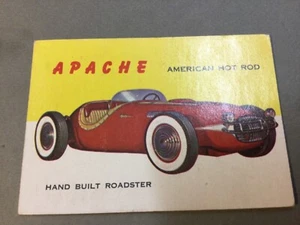 APACHE AMERICAN HOT ROD
HAND BUILT ROADSTER